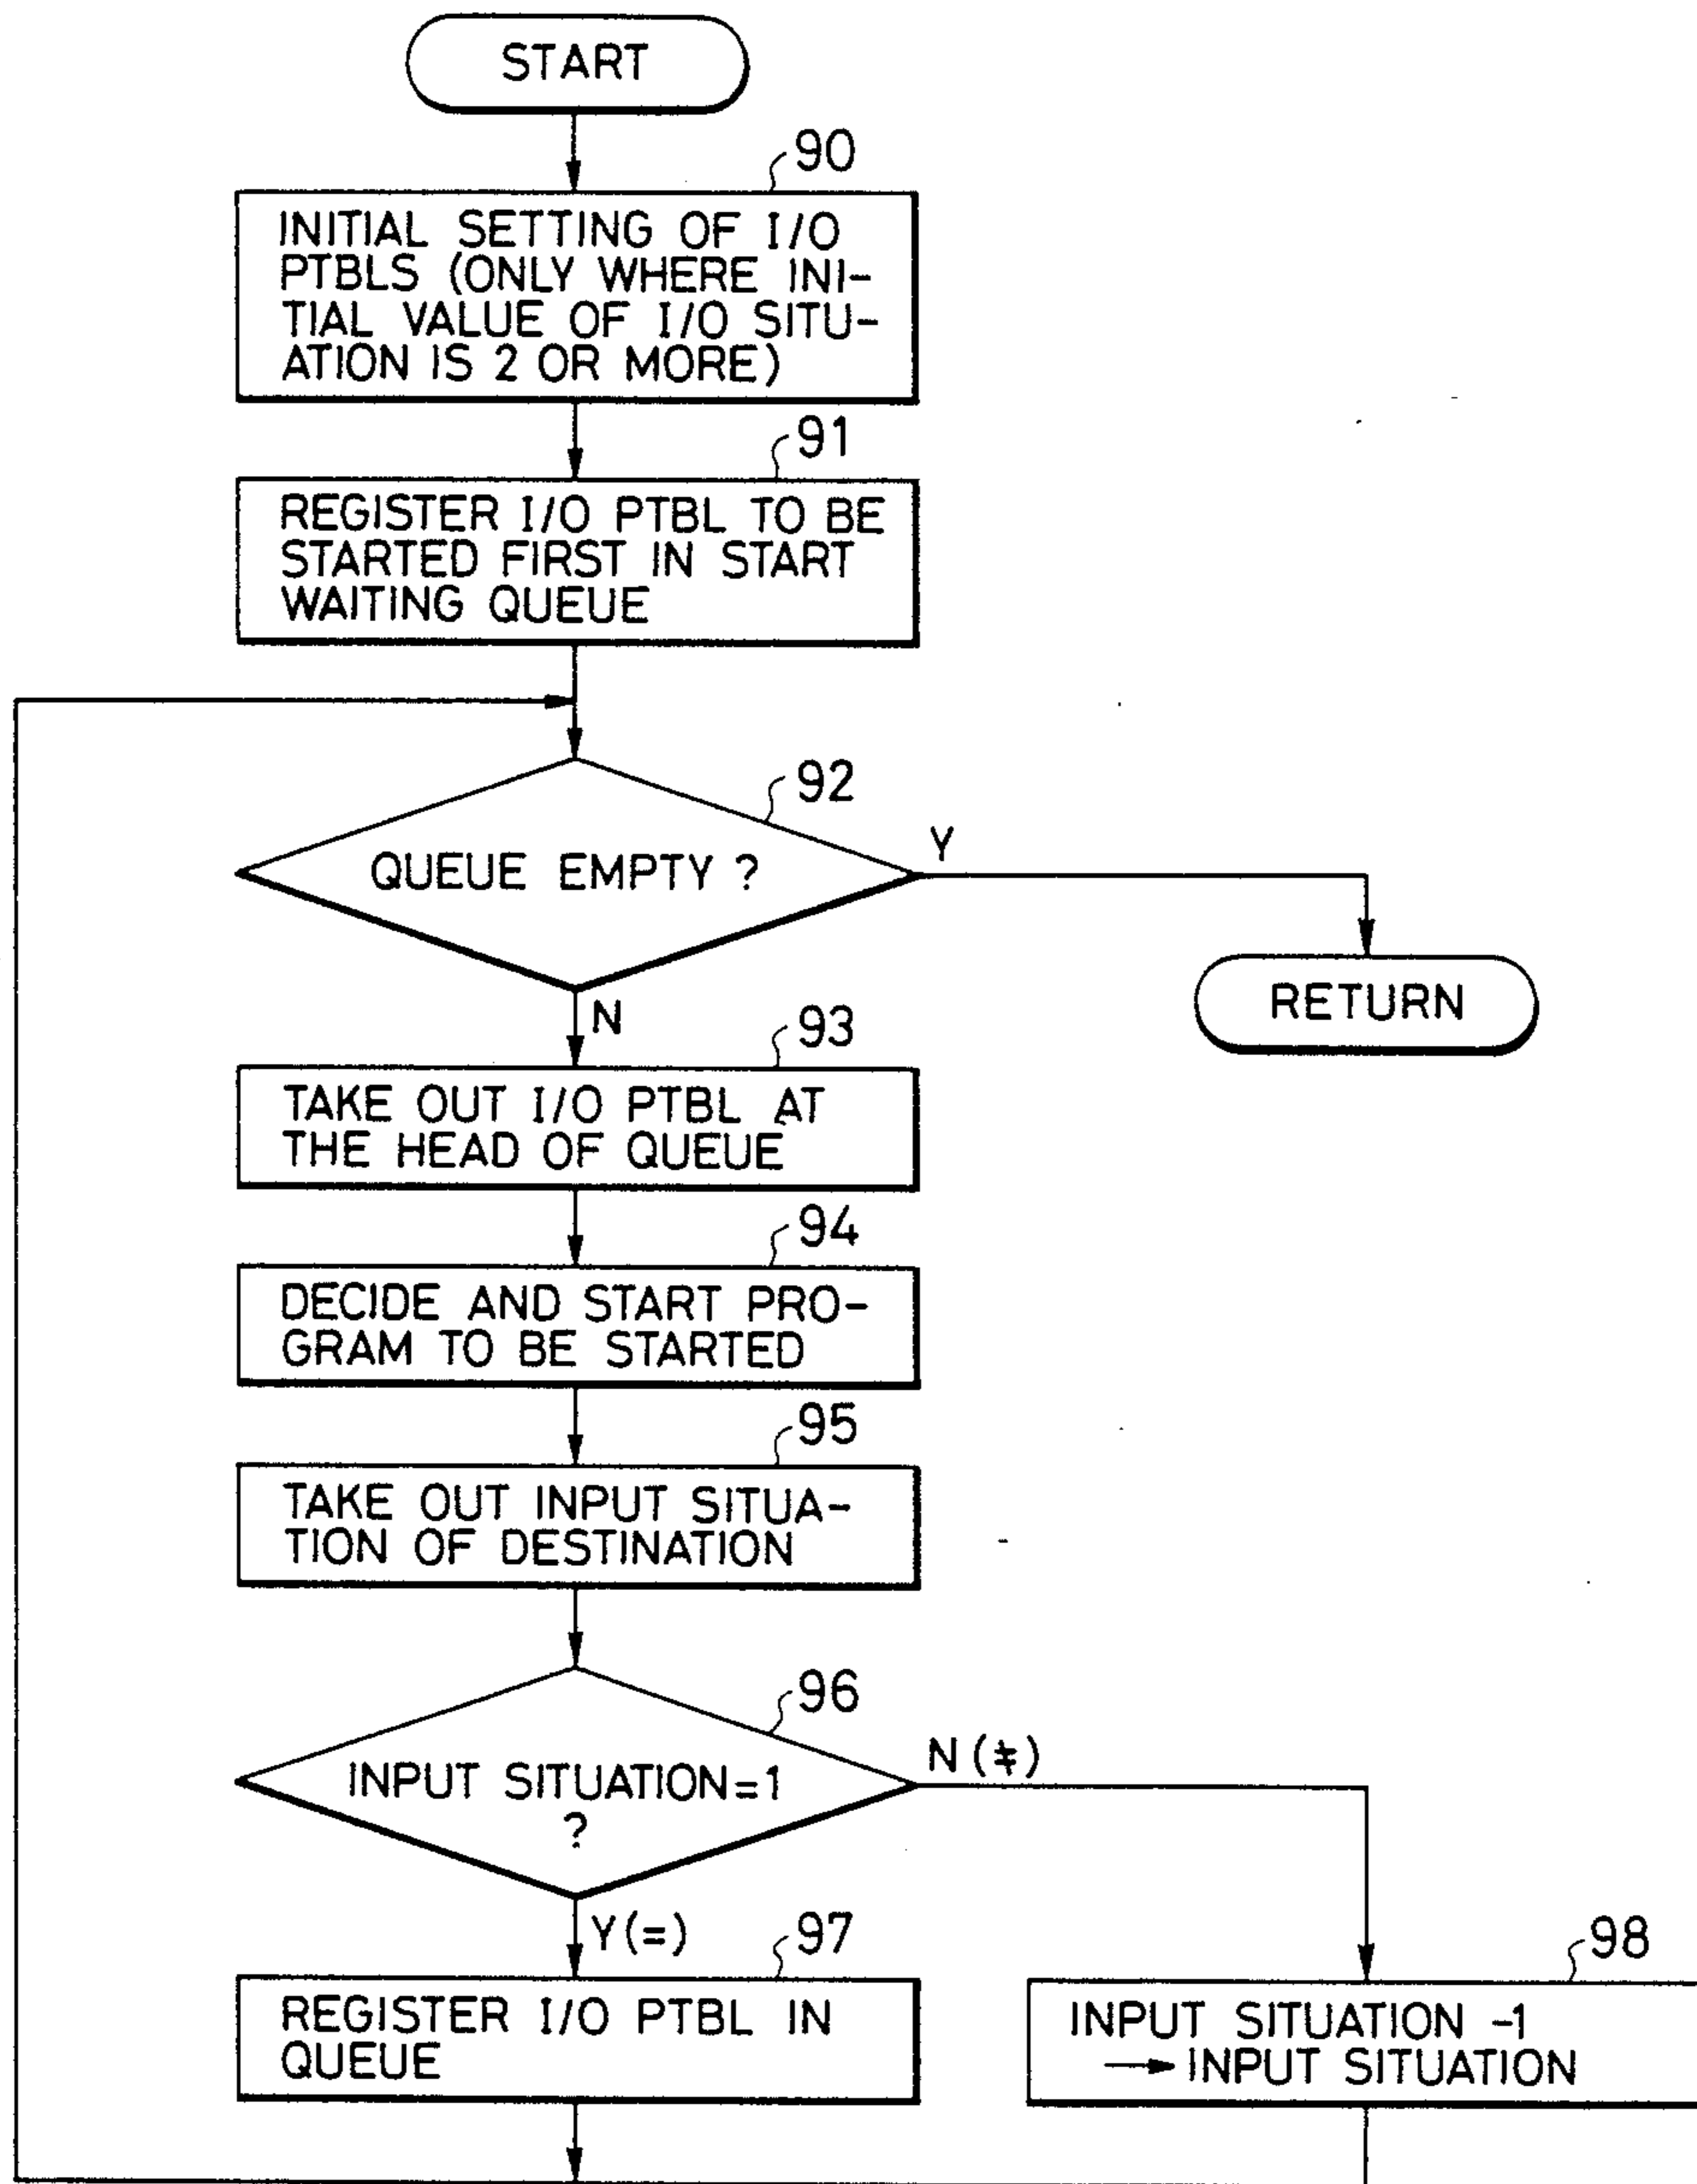 START
90
INITIAL SETTING OF I/O
PTBLS (ONLY WHERE INI-
TIAL VALUE OF I/O SITU-
ATION IS 2 OR MORE)
91
REGISTER I/O PTBL TO BE
STARTED FIRST IN START
WAITING QUEUE
92
QUEUE EMPTY ?
Y
RETURN
N
93
TAKE OUT I/O PTBL AT
THE HEAD OF QUEUE
94
DECIDE AND START PRO-
GRAM TO BE STARTED
95
TAKE OUT INPUT SITUA-
TION OF DESTINATION
96
INPUT SITUATION=1
?
N (≠)
Y(=)
97
REGISTER I/O PTBL IN
QUEUE
98
INPUT SITUATION -1
→ INPUT SITUATION